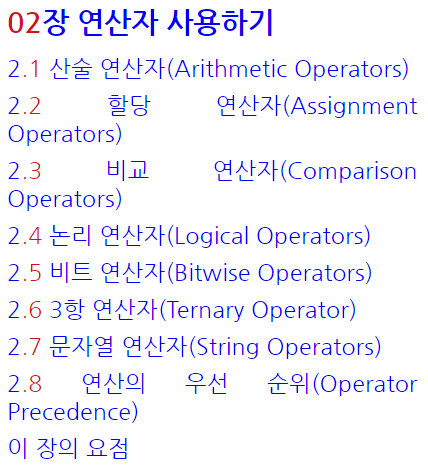 02장 연산자 사용하기
2.1 산술 연산자(Arithmetic Operators)
2.2 할당 연산자(Assignment
Operators)
2.3 비교 연산자(Comparison
Operators)
2.4 논리 연산자(Logical Operators)
2.5 비트 연산자(Bitwise Operators)
2.6 3항 연산자(Ternary Operator)
2.7 문자열 연산자(String Operators)
2.8 연산의 우선 순위(Operator
Precedence)
이 장의 요점